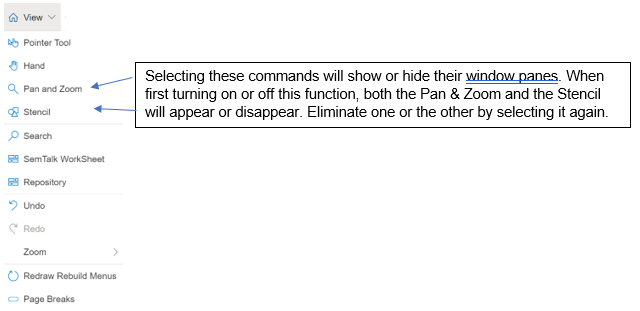 View
Pointer Tool
Hand
Pan and Zoom
Stencil
Search
SemTalk WorkSheet
Repository
Undo
Redo
Zoom
Redraw Rebuild Menus
Page Breaks
Selecting these commands will show or hide their window panes. When
first turning on or off this function, both the Pan & Zoom and the Stencil
will appear or disappear. Eliminate one or the other by selecting it again.